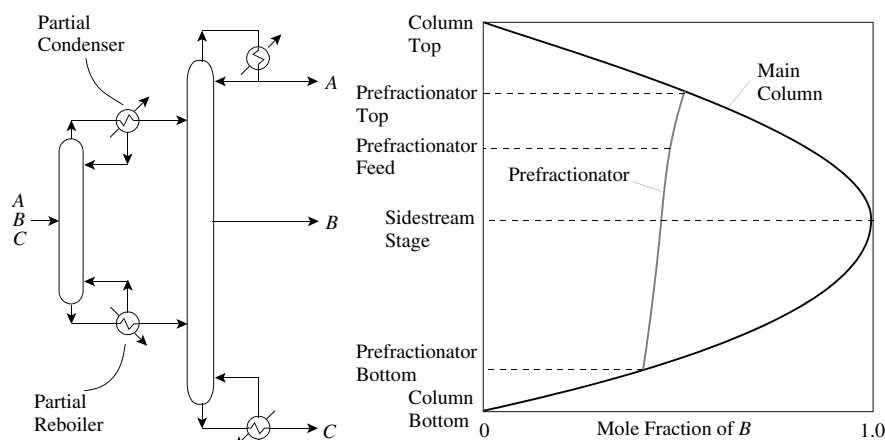 Partial
Condenser
A
B
C
A
B
C
Partial
Reboiler
Column
Top
Prefractionator
Top
Prefractionator
Feed
Sidestream
Stage
Prefractionator
Bottom
Column
Bottom
Main
Column
Prefractionator
0
Mole Fraction of B
1.0